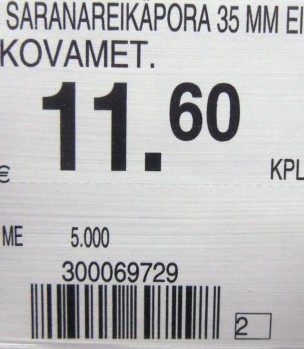 SARANAREIKÄPORA 35 MM EI
KOVAMET.
11.60
€ KPL
ME 5.000
300069729
2